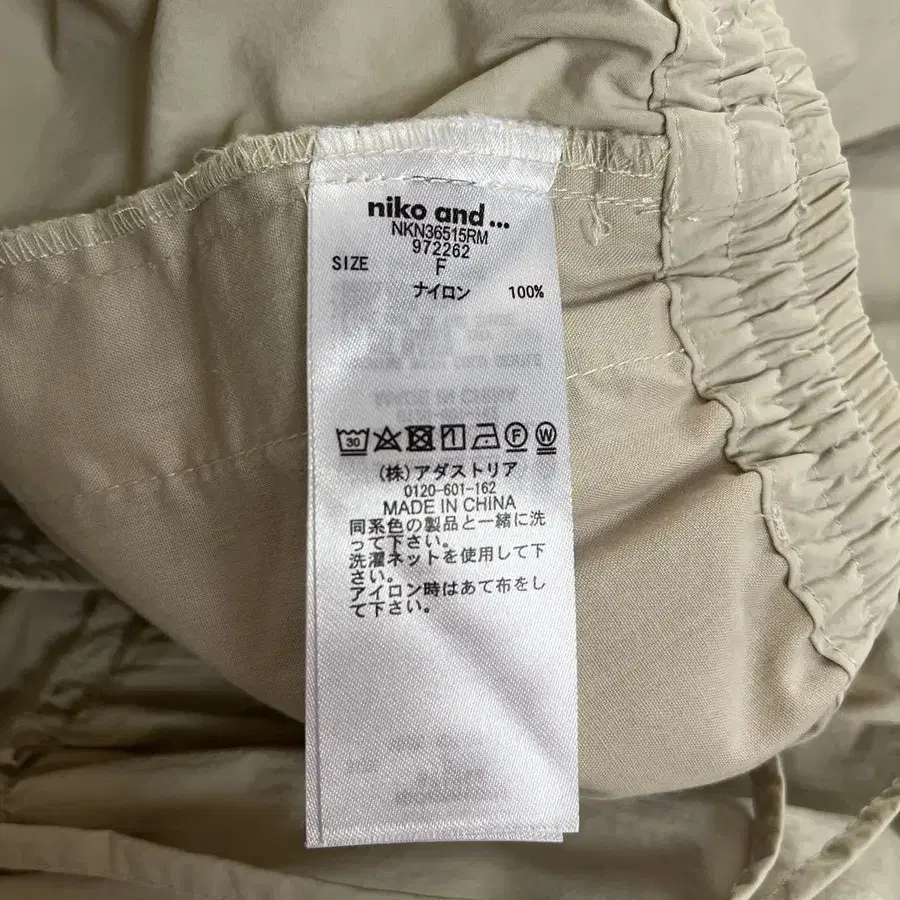 niko and...
NKN36515RM
972262
SIZE F
ナイロン 100%
30 F W
(株)アダストリア
0120-601-162
MADE IN CHINA
同系色の製品と一緒に洗
って下さい。
洗濯ネットを使用して下
さい。
アイロン時はあて布をし
て下さい。